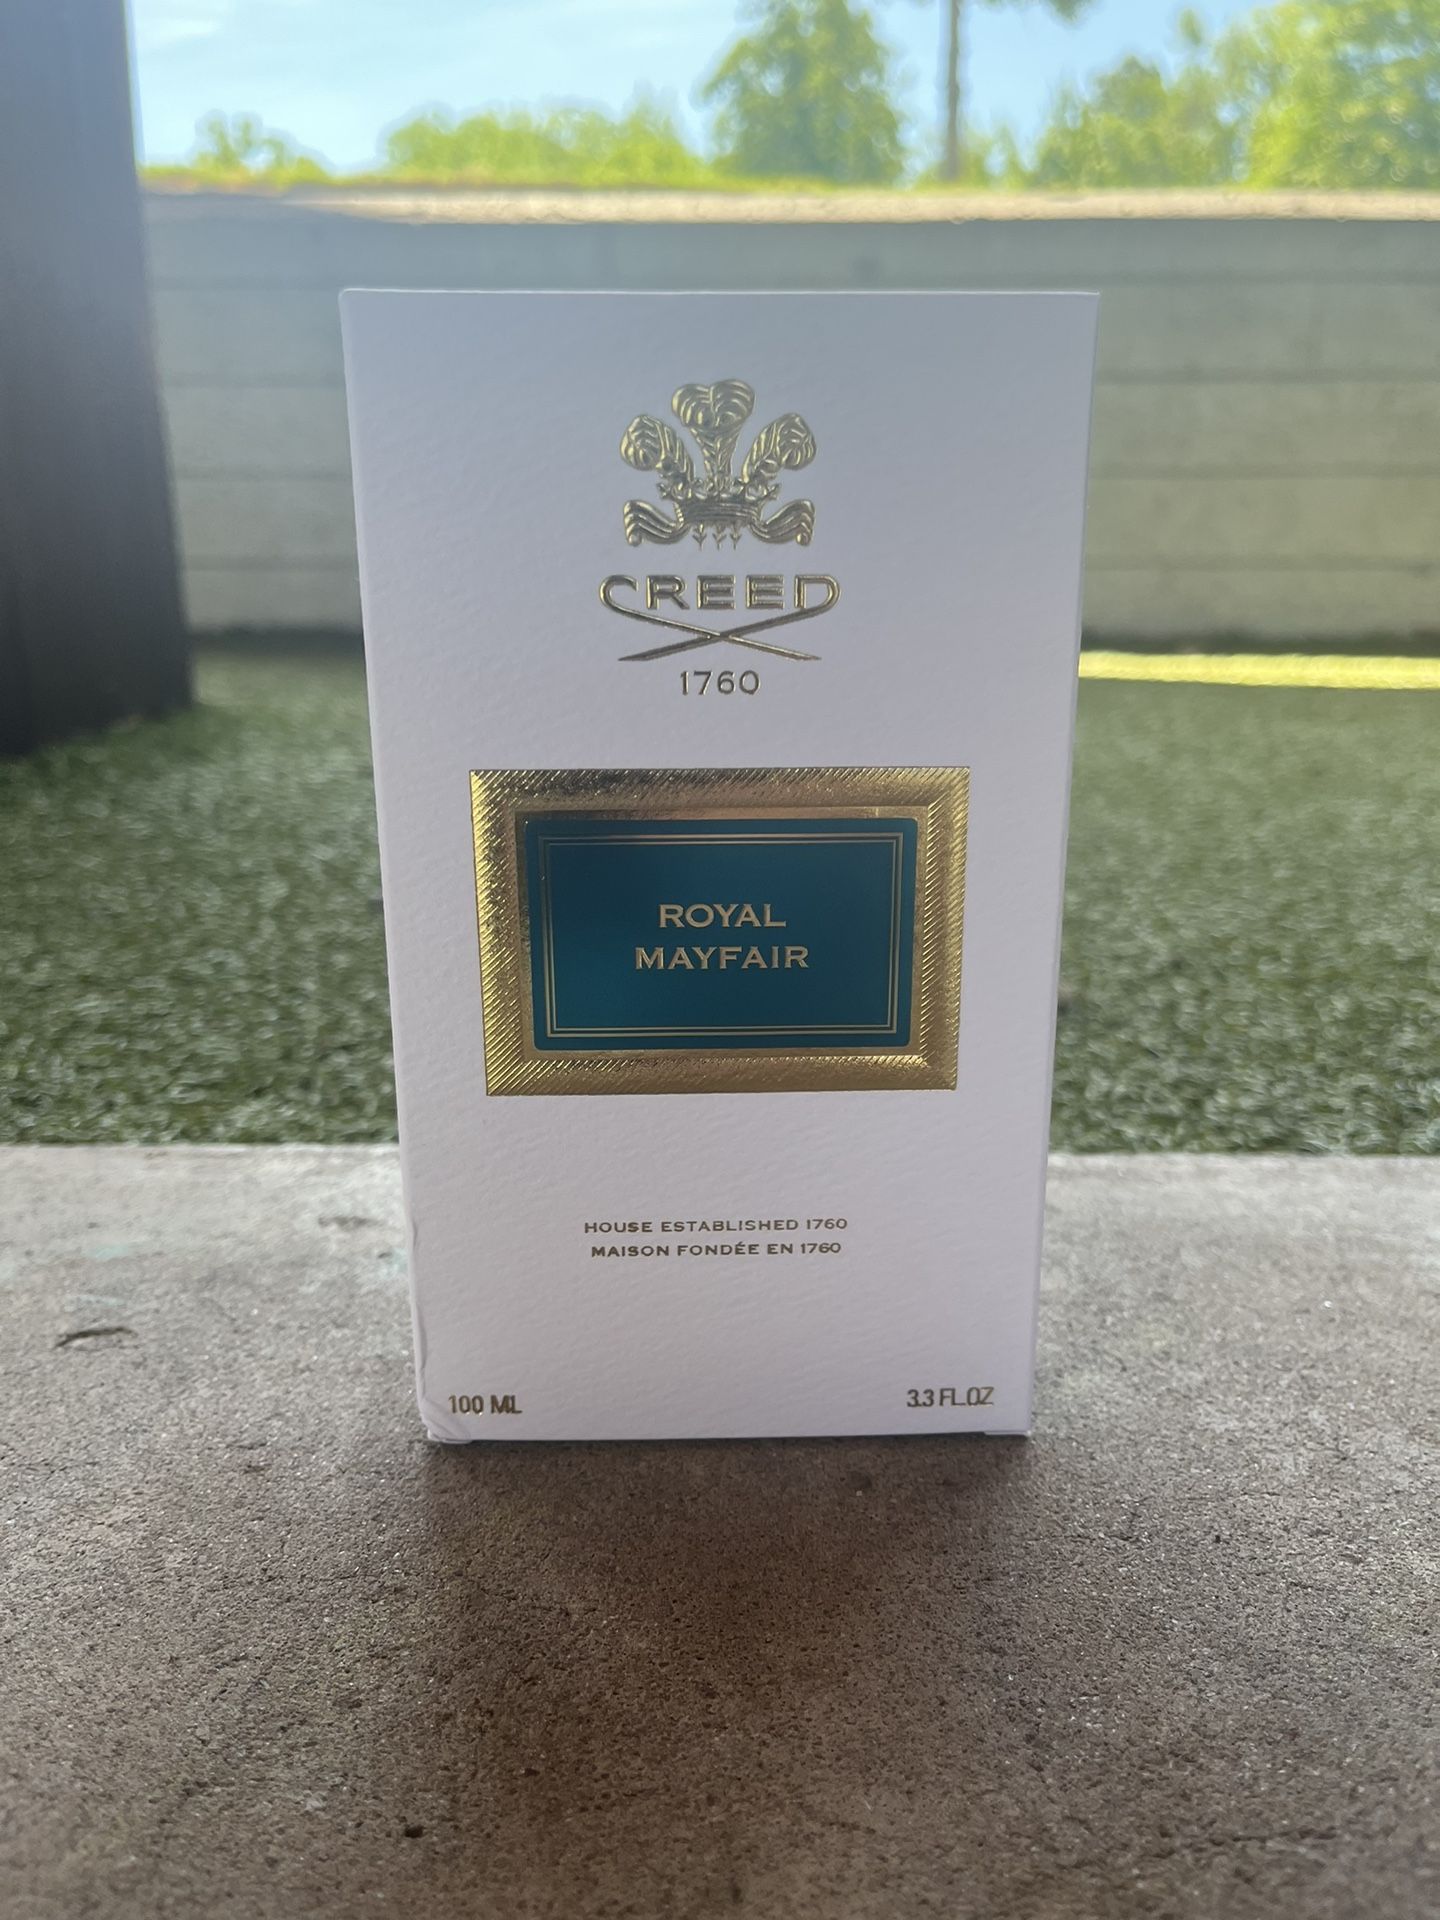 CREED
1760
ROYAL
MAYFAIR
HOUSE ESTABLISHED 1760
MAISON FONDÉE EN 1760
100 ML
3.3 FL.OZ